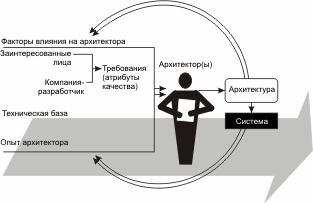 Факторы влияния на архитектора
Заинтересованные
лица
Компания-
разработчик
Требования
(атрибуты
качества)
Архитектор(ы)
Архитектура
Система
Техническая база
Опыт архитектора